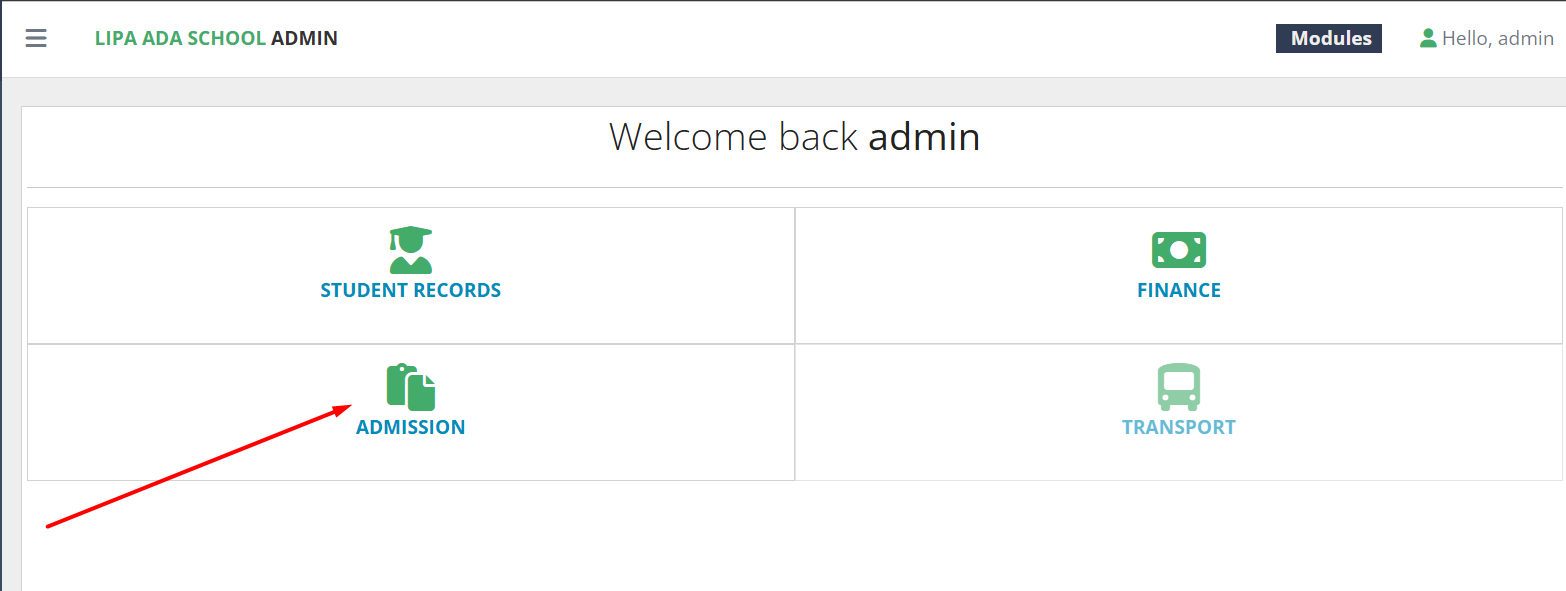 LIPA ADA SCHOOL ADMIN
Modules
Hello, admin
Welcome back admin
STUDENT RECORDS
FINANCE
ADMISSION
TRANSPORT